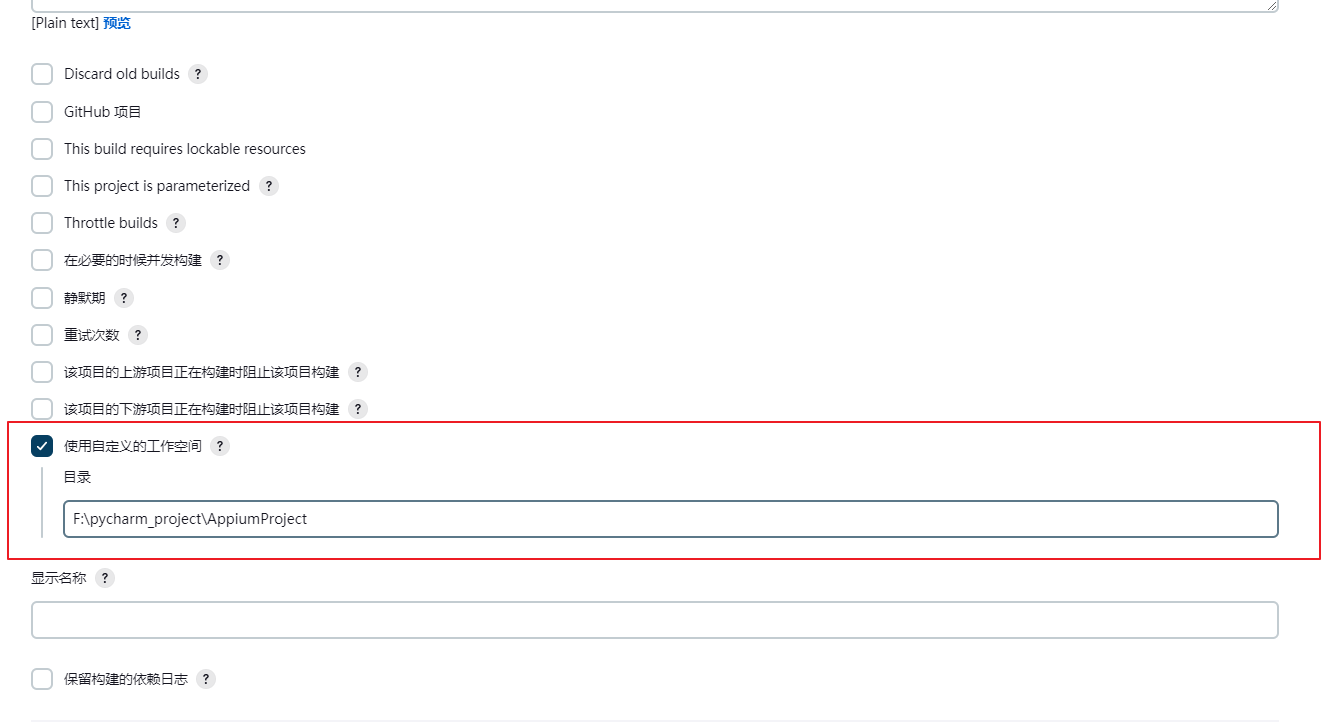 [Plain text] 预览
Discard old builds ?
GitHub 项目
This build requires lockable resources
This project is parameterized ?
Throttle builds ?
在必要的时候并发构建 ?
静默期 ?
重试次数 ?
该项目的上游项目正在构建时阻止该项目构建 ?
该项目的下游项目正在构建时阻止该项目构建 ?
使用自定义的工作空间 ?
目录
F:\pycharm_project\AppiumProject
显示名称 ?
保留构建的依赖日志 ?